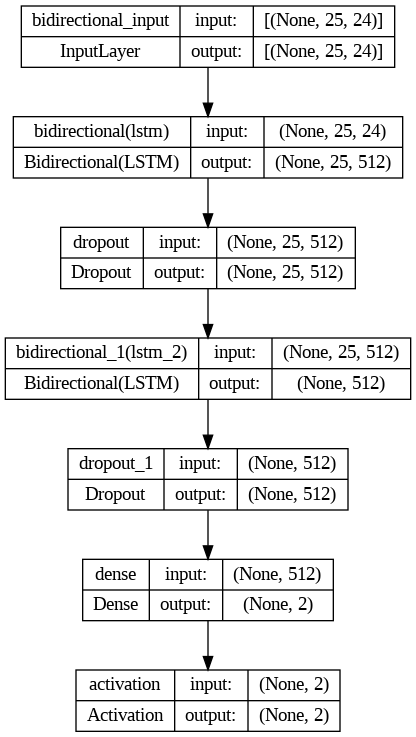 bidirectional_input input: [(None, 25, 24)]
InputLayer output: [(None, 25, 24)]
bidirectional(lstm) input: (None, 25, 24)
Bidirectional(LSTM) output: (None, 25, 512)
dropout input: (None, 25, 512)
Dropout output: (None, 25, 512)
bidirectional_1(lstm_2) input: (None, 25, 512)
Bidirectional(LSTM) output: (None, 512)
dropout_1 input: (None, 512)
Dropout output: (None, 512)
dense input: (None, 512)
Dense output: (None, 2)
activation input: (None, 2)
Activation output: (None, 2)